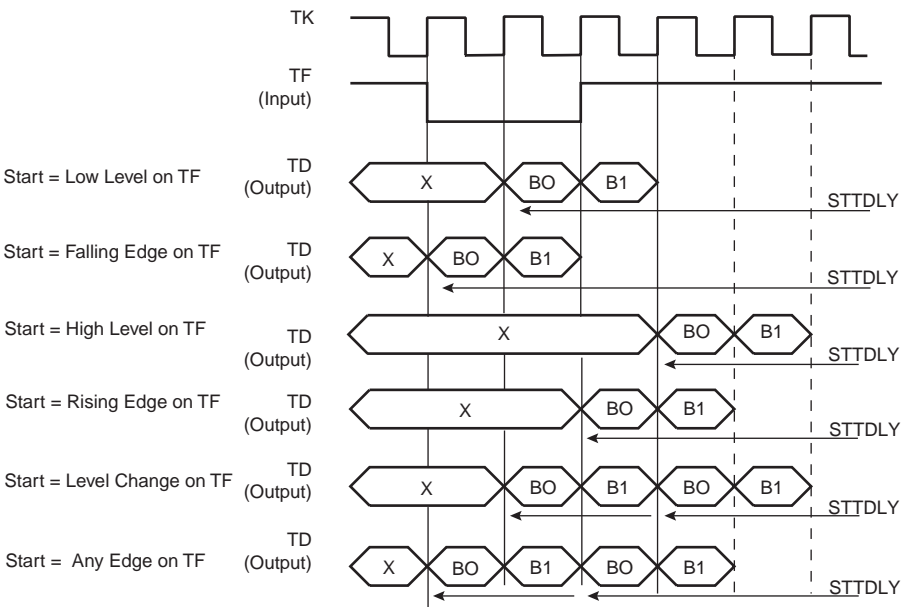 TK
TF
(Input)
Start = Low Level on TF
TD
(Output)
X
BO
B1
STTDLY
Start = Falling Edge on TF
TD
(Output)
X
BO
B1
STTDLY
Start = High Level on TF
TD
(Output)
X
BO
B1
STTDLY
Start = Rising Edge on TF
TD
(Output)
X
BO
B1
STTDLY
Start = Level Change on TF
TD
(Output)
X
BO
B1
BO
B1
STTDLY
Start = Any Edge on TF
TD
(Output)
X
BO
B1
BO
B1
STTDLY